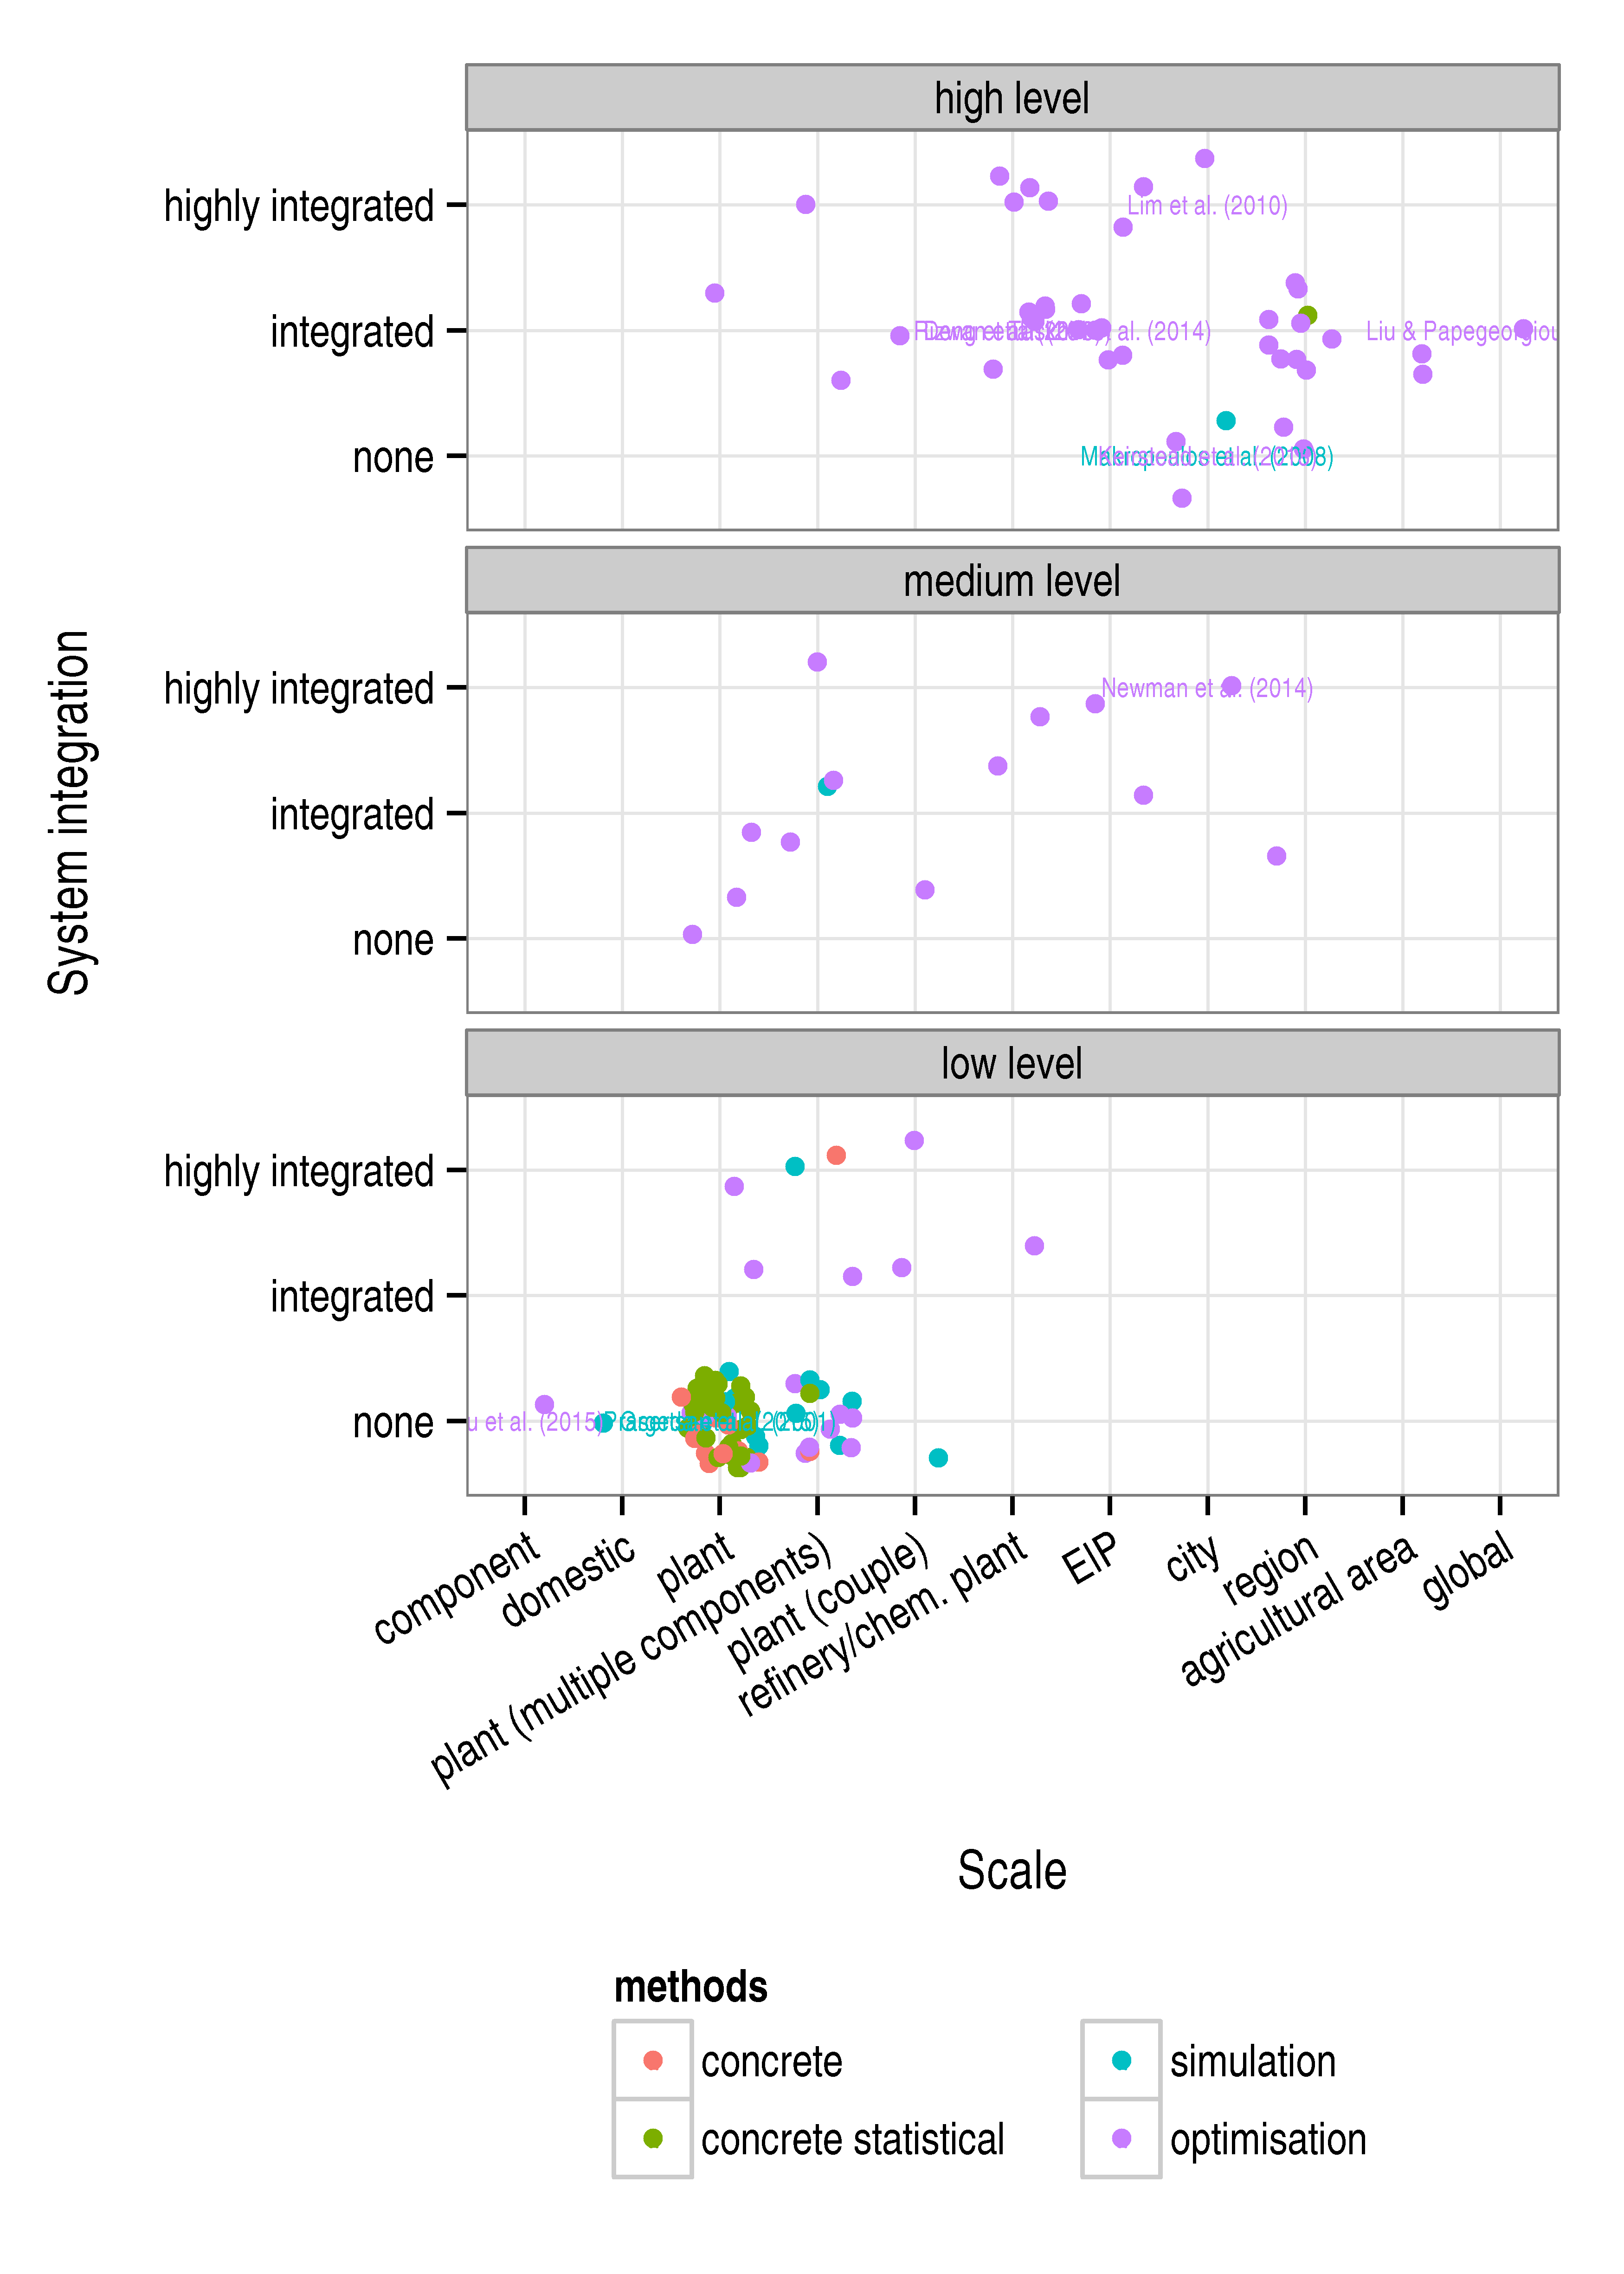 high level
highly integrated
Lim et al. (2010)
integrated
et al. (2014)
Liu & Papegeorgiou
none
(2008)
medium level
highly integrated
Newman et al. (2014)
integrated
none
System integration
low level
highly integrated
integrated
none
u et al. (2015)
component
domestic
plant
plant (multiple components)
plant (couple)
refinery/chem. plant
EIP
city
region
agricultural area
global
Scale
methods
concrete
simulation
concrete statistical
optimisation